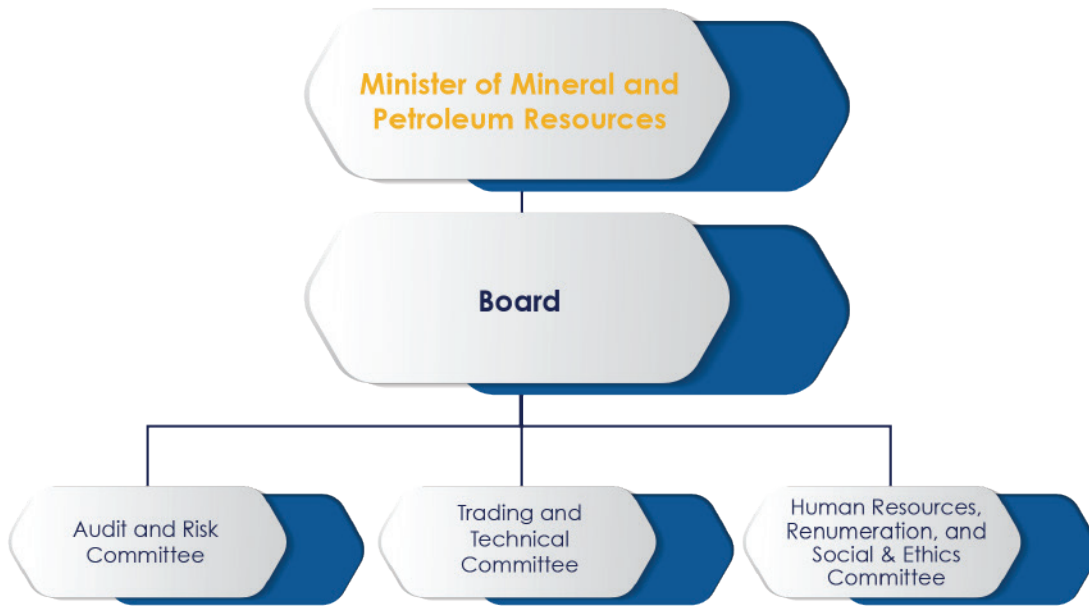 Minister of Mineral and
Petroleum Resources
Board
Audit and Risk
Committee
Trading and
Technical
Committee
Human Resources,
Renumeration, and
Social & Ethics
Committee